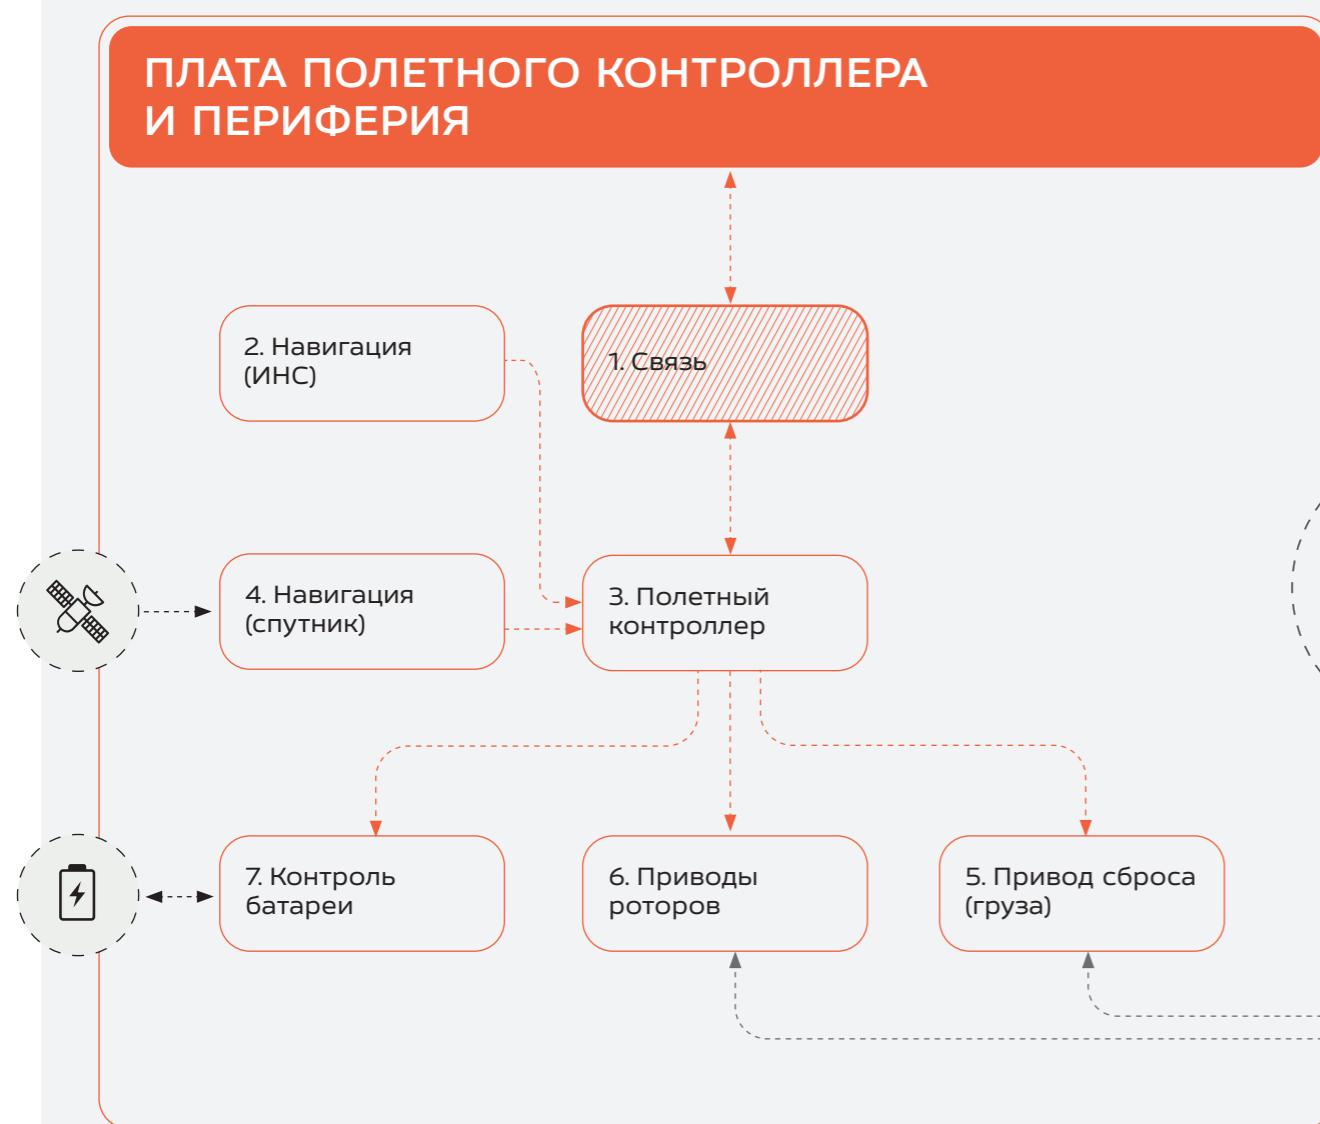 ПЛАТА ПОЛЕТНОГО КОНТРОЛЛЕРА
И ПЕРИФЕРИЯ
2. Навигация
(ИНС)
1. Связь
4. Навигация
(спутник)
3. Полетный
контроллер
7. Контроль
батареи
6. Приводы
роторов
5. Привод сброса
(груза)